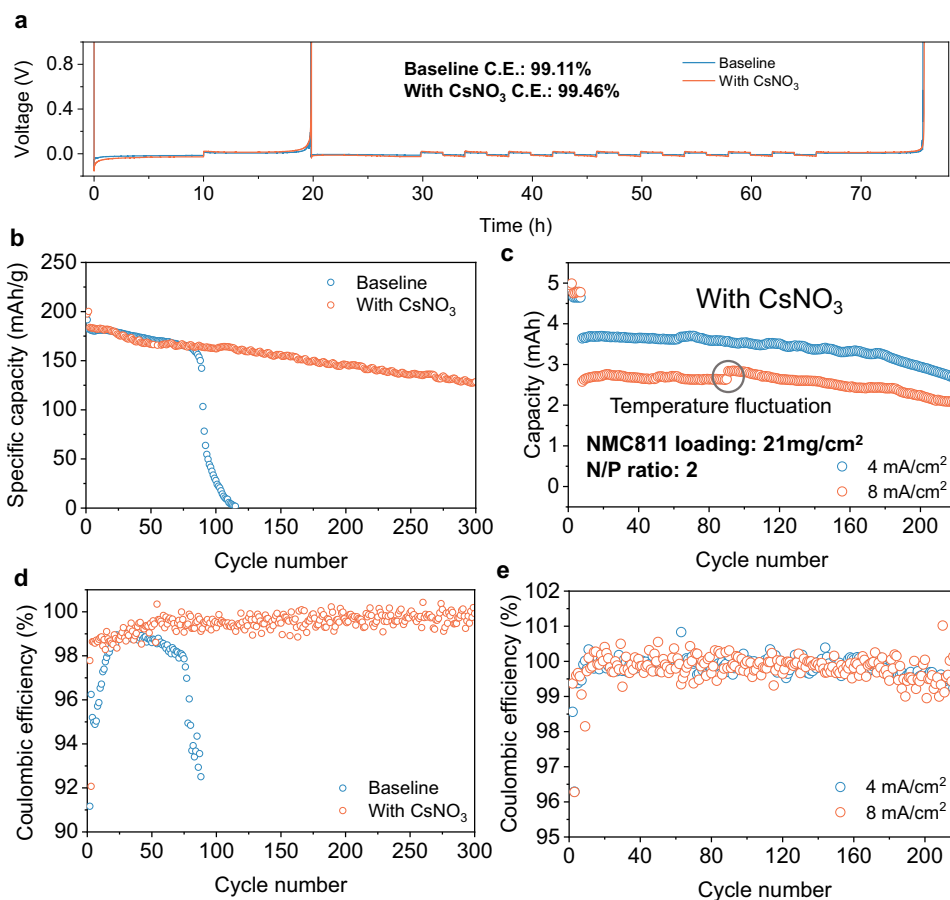 a
Voltage (V)
0.8
0.4
0.0
Baseline C.E.: 99.11%
With CsNO₃ C.E.: 99.46%
Baseline
With CsNO₃
0 10 20 30 40 50 60 70
Time (h)
b
Specific capacity (mAh/g)
250
200
150
100
50
0
Baseline
With CsNO₃
0 50 100 150 200 250 300
Cycle number
c
Capacity (mAh)
5
4
3
2
1
0
With CsNO₃
Temperature fluctuation
NMC811 loading: 21mg/cm²
N/P ratio: 2
4 mA/cm²
8 mA/cm²
0 40 80 120 160 200
Cycle number
d
Coulombic efficiency (%)
100
98
96
94
92
90
Baseline
With CsNO₃
0 50 100 150 200 250 300
Cycle number
e
Coulombic efficiency (%)
102
101
100
99
98
97
96
95
4 mA/cm²
8 mA/cm²
0 40 80 120 160 200
Cycle number